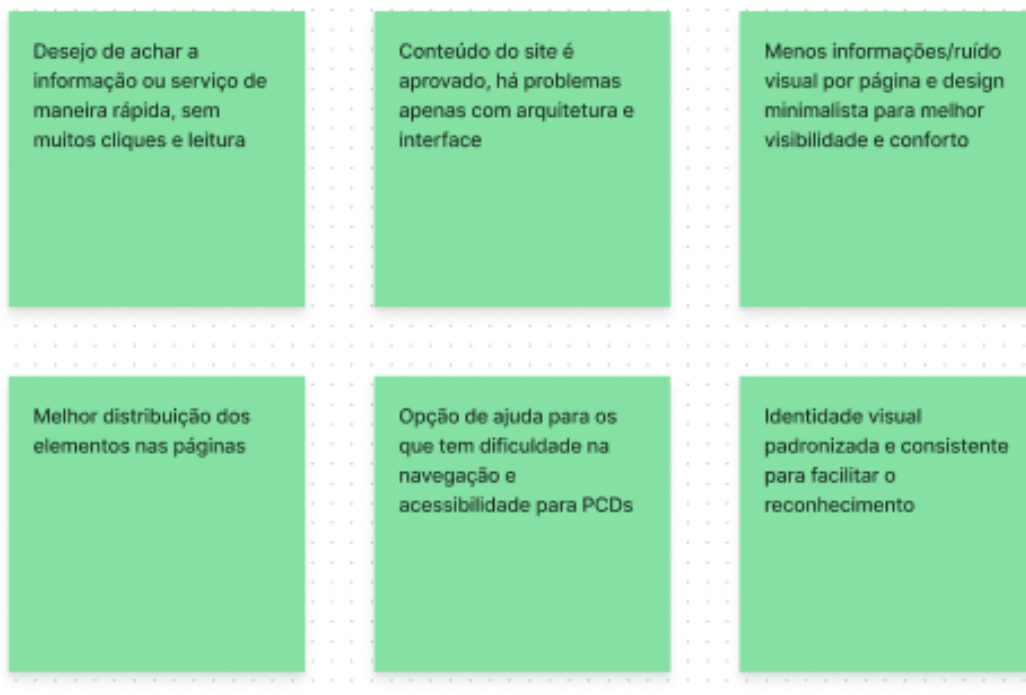 Desejo de achar a
informação ou serviço de
maneira rápida, sem
muitos cliques e leitura
Conteúdo do site é
aprovado, há problemas
apenas com arquitetura e
interface
Menos informações/ruído
visual por página e design
minimalista para melhor
visibilidade e conforto
Melhor distribuição dos
elementos nas páginas
Opção de ajuda para os
que tem dificuldade na
navegação e
acessibilidade para PCDs
Identidade visual
padronizada e consistente
para facilitar o
reconhecimento